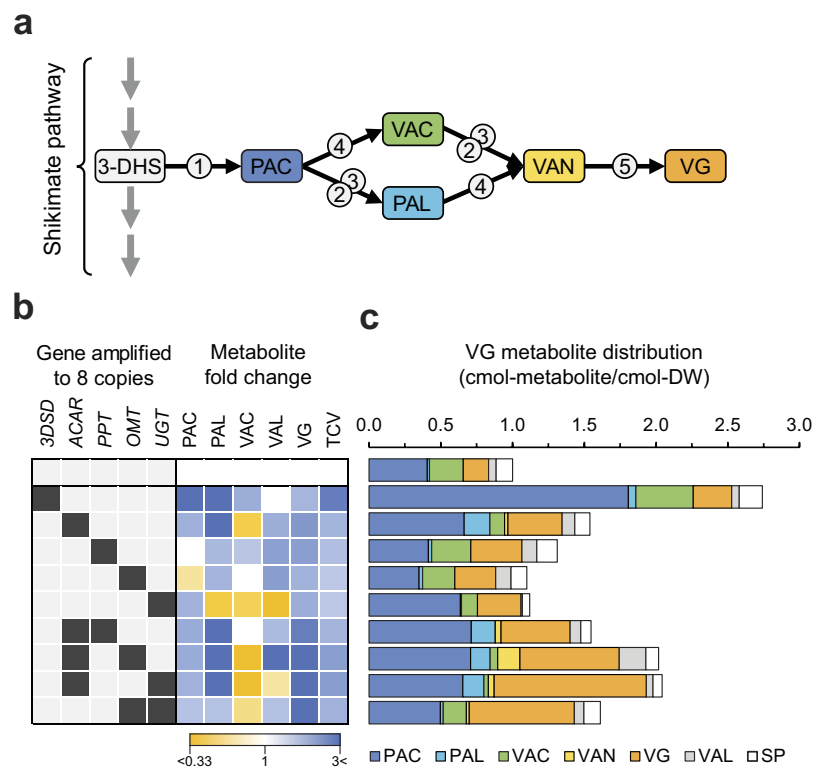 a
Shikimate pathway
3-DHS
1
PAC
4
3
2
VAC
PAL
3
2
4
VAN
5
VG
b
Gene amplified
to 8 copies
Metabolite
fold change
3DSD
ACAR
PPT
OMT
UGT
PAC
PAL
VAC
VAL
VG
TCV
<0.33
1
3<
c
VG metabolite distribution
(cmol-metabolite/cmol-DW)
0.0 0.5 1.0 1.5 2.0 2.5 3.0
PAC PAL VAC VAN VG VAL SP